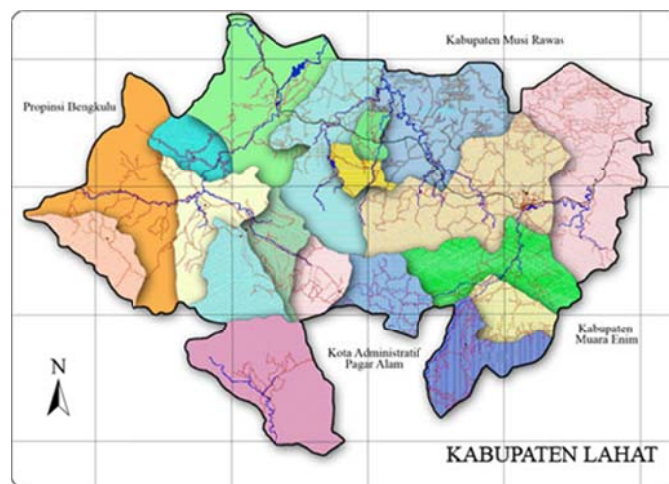 Kabupaten Musi Rawas
Propinsi Bengkulu
Kabupaten
Muara Enim
Kota Administratif
Pagar Alam
N
KABUPATEN LAHAT